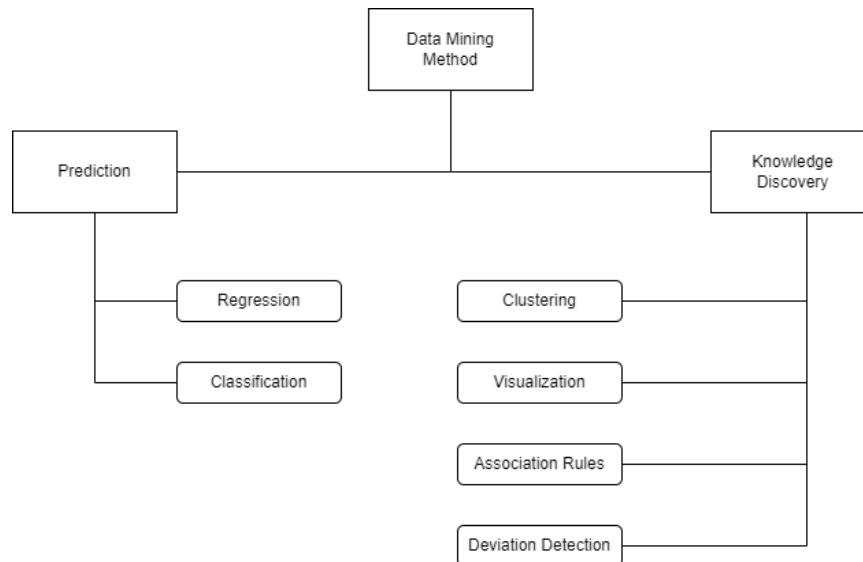 Data Mining
Method
Prediction
Knowledge
Discovery
Regression
Clustering
Classification
Visualization
Association Rules
Deviation Detection